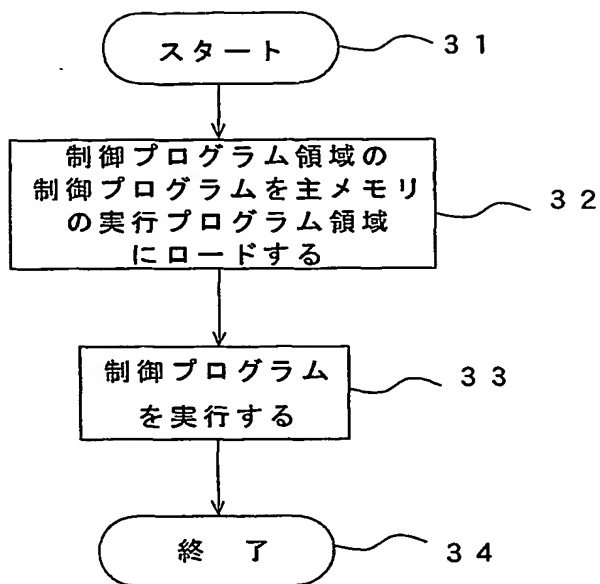 スタート
31
制御プログラム領域の
制御プログラムを主メモリ
の実行プログラム領域
にロードする
32
制御プログラム
を実行する
33
終了
34